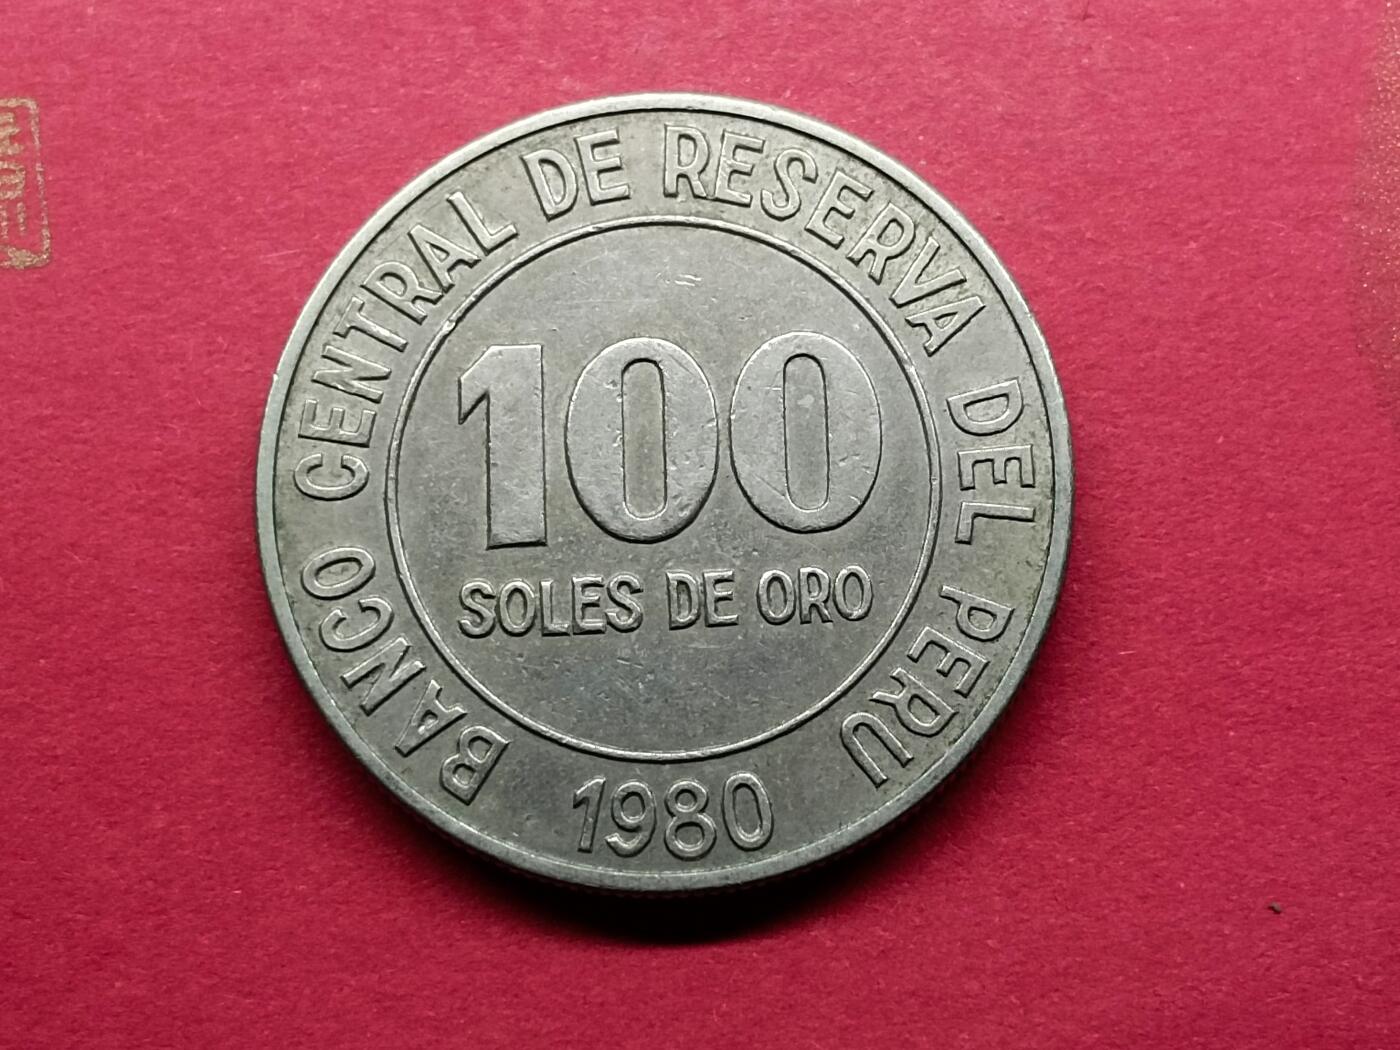 BANCO CENTRAL DE RESERVA DEL PERU
100
SOLES DE ORO
1980